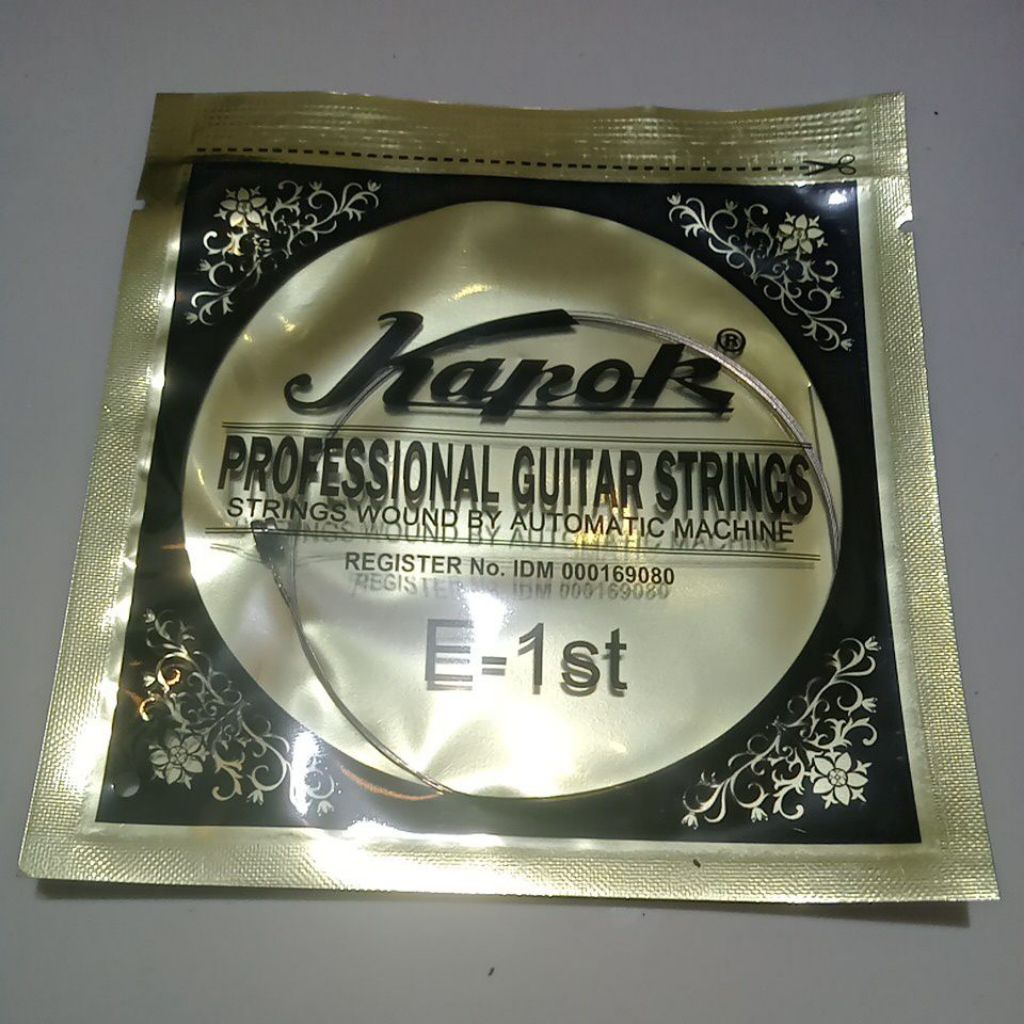 Kapok®
PROFESSIONAL GUITAR STRINGS
STRINGS WOUND BY AUTOMATIC MACHINE
REGISTER No. IDM 000169080
E-1st